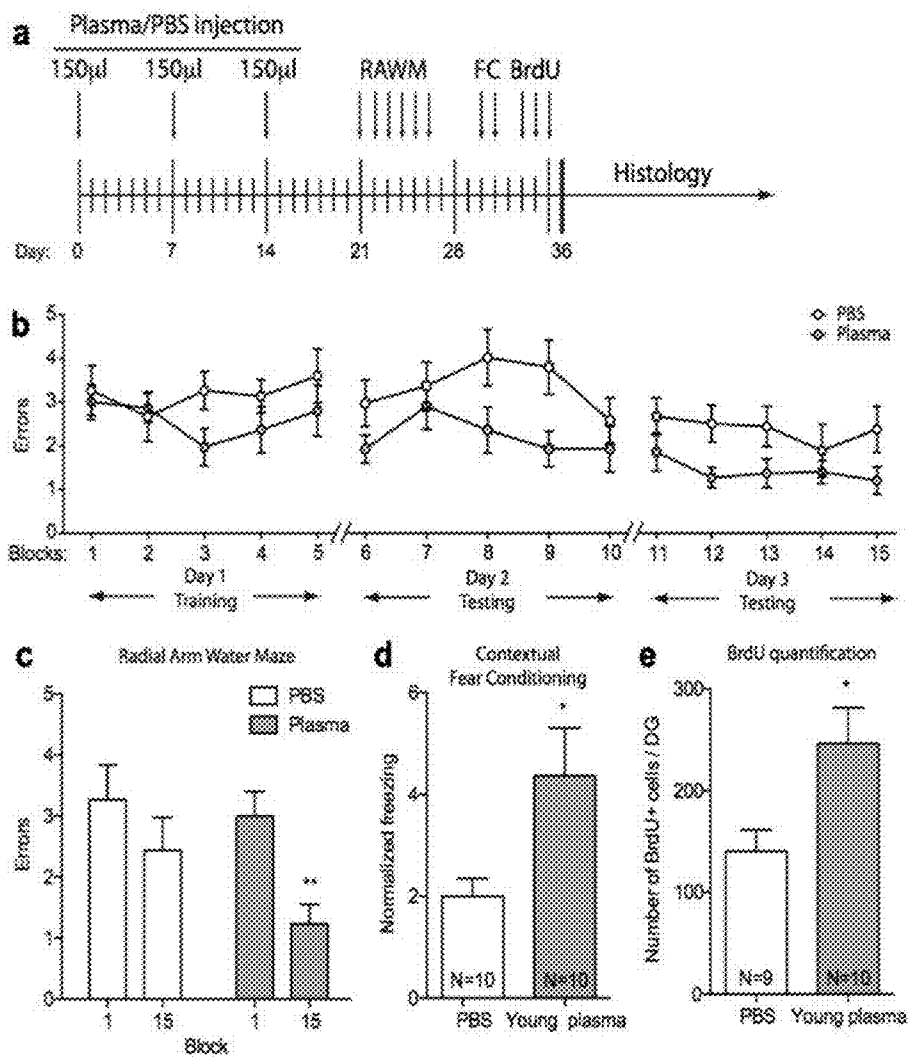 a
Plasma/PBS injection
150µl 150µl 150µl RAWM FC BrdU
Histology
Day: 0 7 14 21 28 36
b
5
4
3
2
1
0
Errors
PBS
Plasma
Blocks: 1 2 3 4 5 6 7 8 9 10 11 12 13 14 15
Day 1 Day 2 Day 3
Training Testing Testing
c
Radial Arm Water Maze
PBS
Plasma
5
4
3
2
1
0
Errors
**
1 15 1 15
Block
d
Contextual
Fear Conditioning
6
4
2
0
Normalized freezing
*
N=10 N=10
PBS Young plasma
e
BrdU quantification
300
200
100
0
Number of BrdU+ cells / DG
*
N=9 N=10
PBS Young plasma